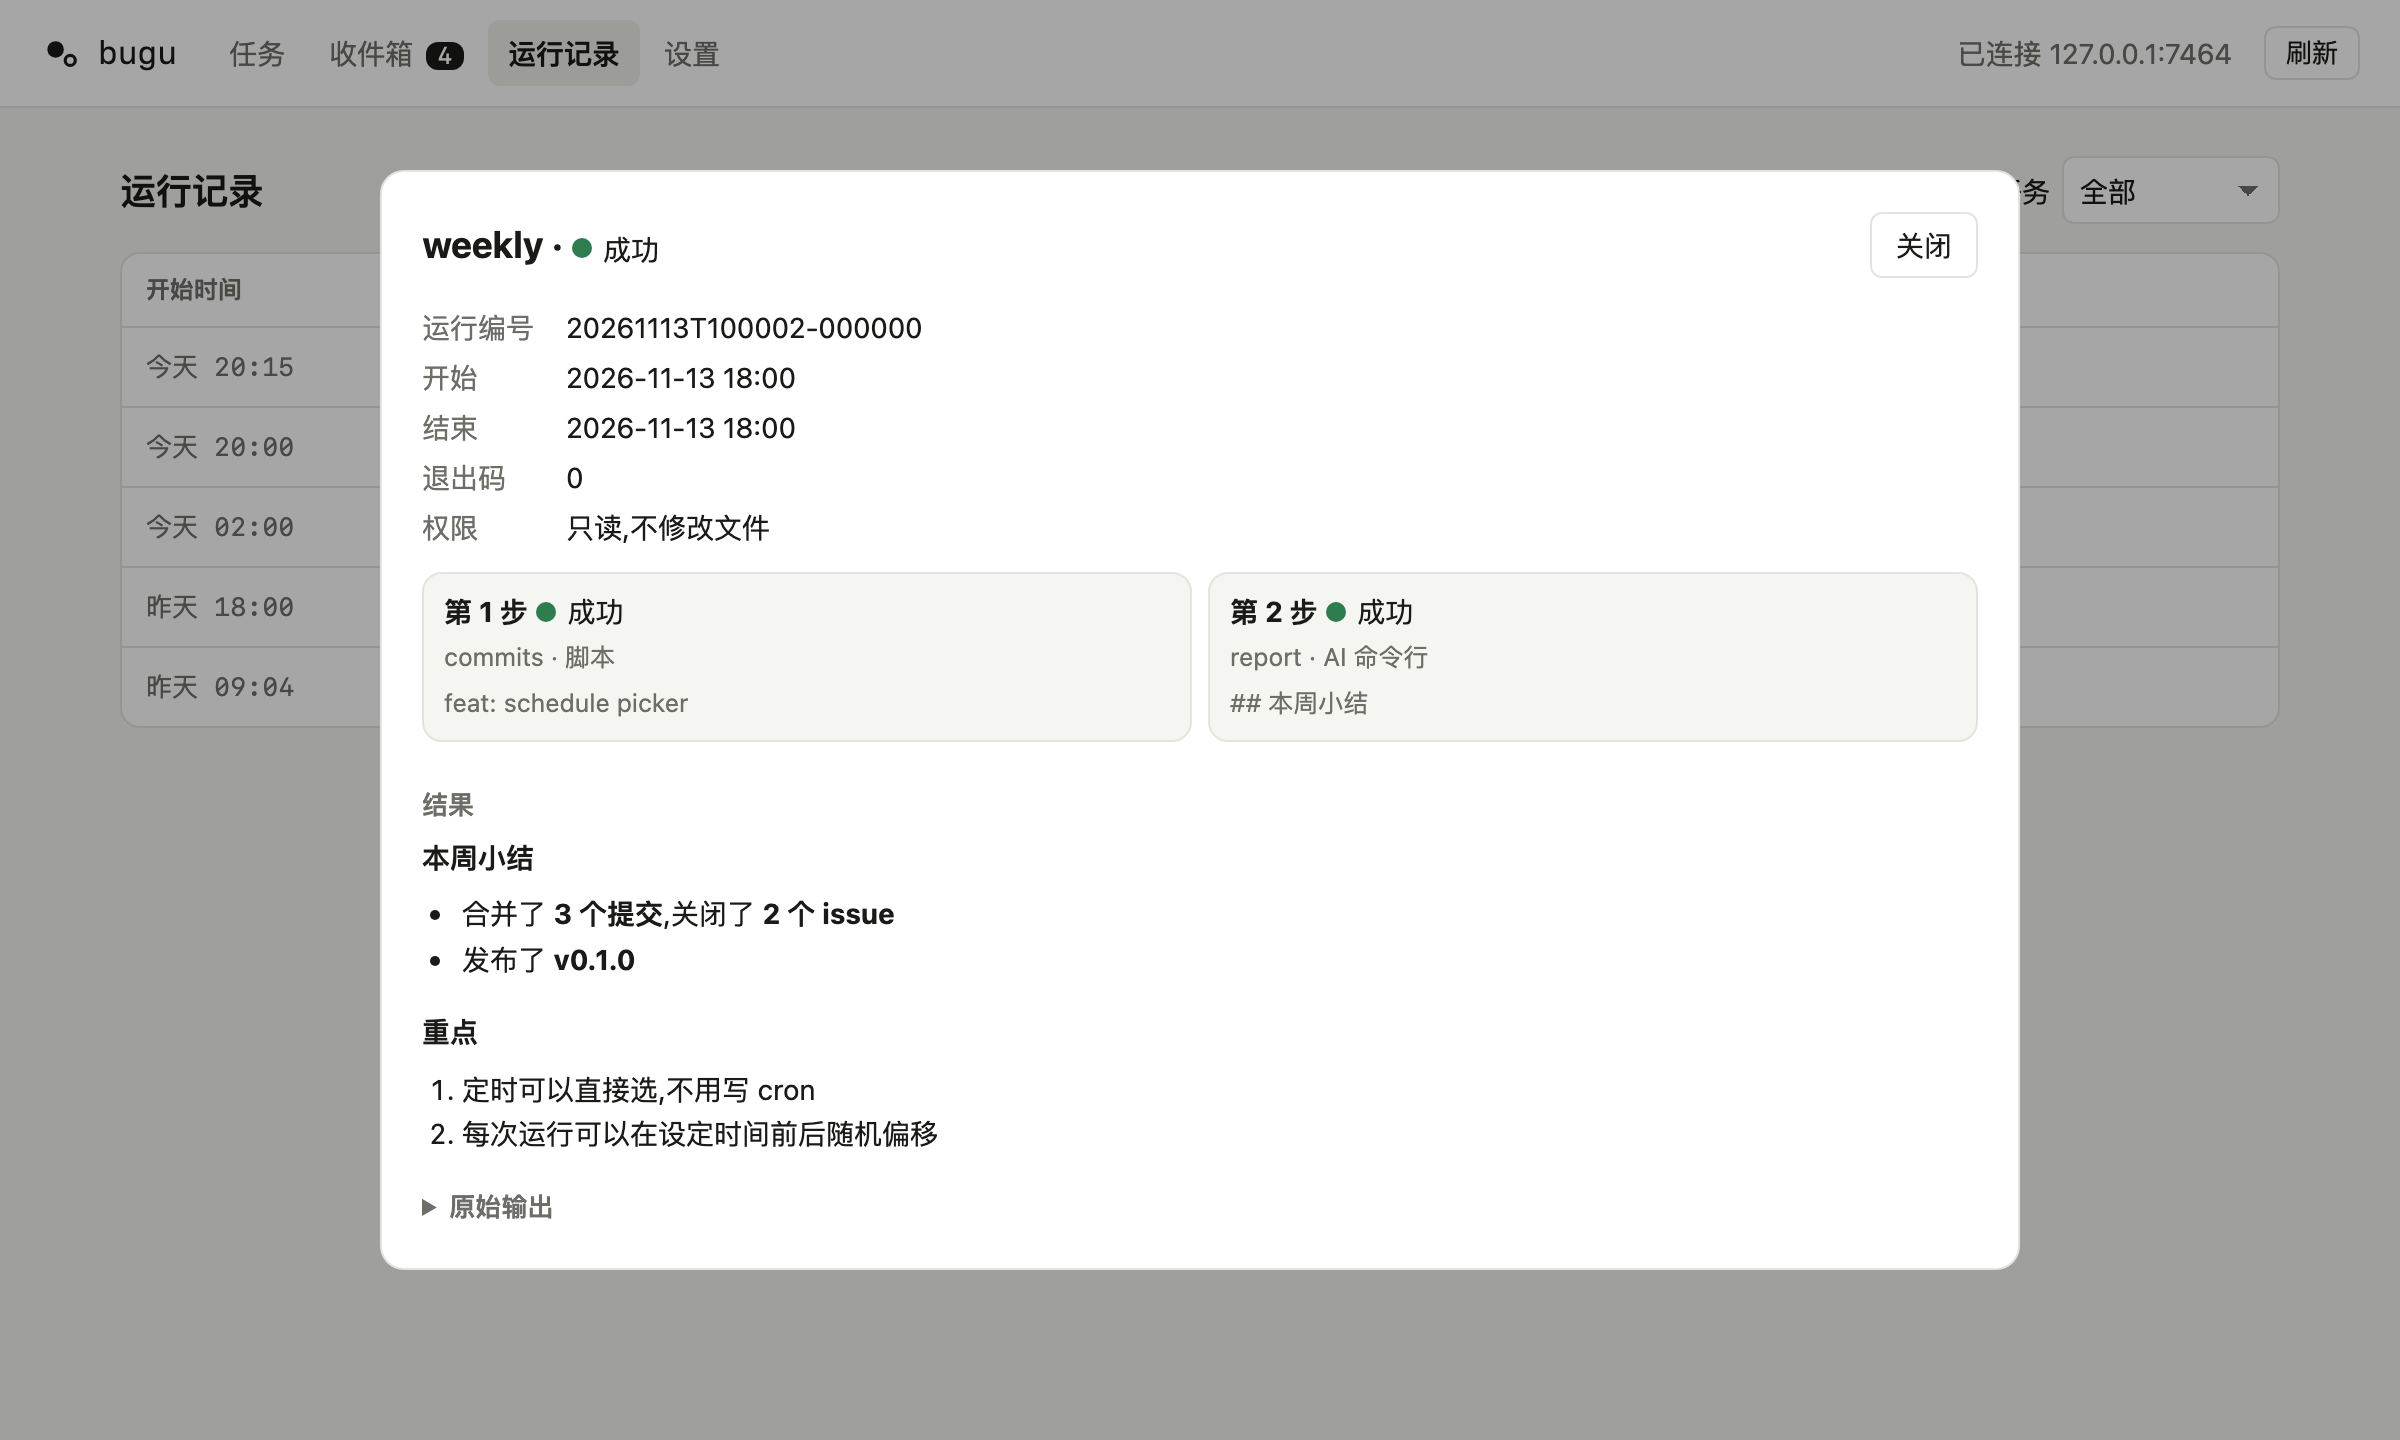 bugu 任务 收件箱 4 运行记录 设置 已连接 127.0.0.1:7464 刷新
运行记录 务 全部
开始时间
今天 20:15
今天 20:00
今天 02:00
昨天 18:00
昨天 09:04
weekly · 成功 关闭
运行编号 20261113T100002-000000
开始 2026-11-13 18:00
结束 2026-11-13 18:00
退出码 0
权限 只读,不修改文件
第 1 步 成功
commits · 脚本
feat: schedule picker
第 2 步 成功
report · AI 命令行
## 本周小结
结果
本周小结
• 合并了 3 个提交,关闭了 2 个 issue
• 发布了 v0.1.0
重点
1. 定时可以直接选,不用写 cron
2. 每次运行可以在设定时间前后随机偏移
▶ 原始输出